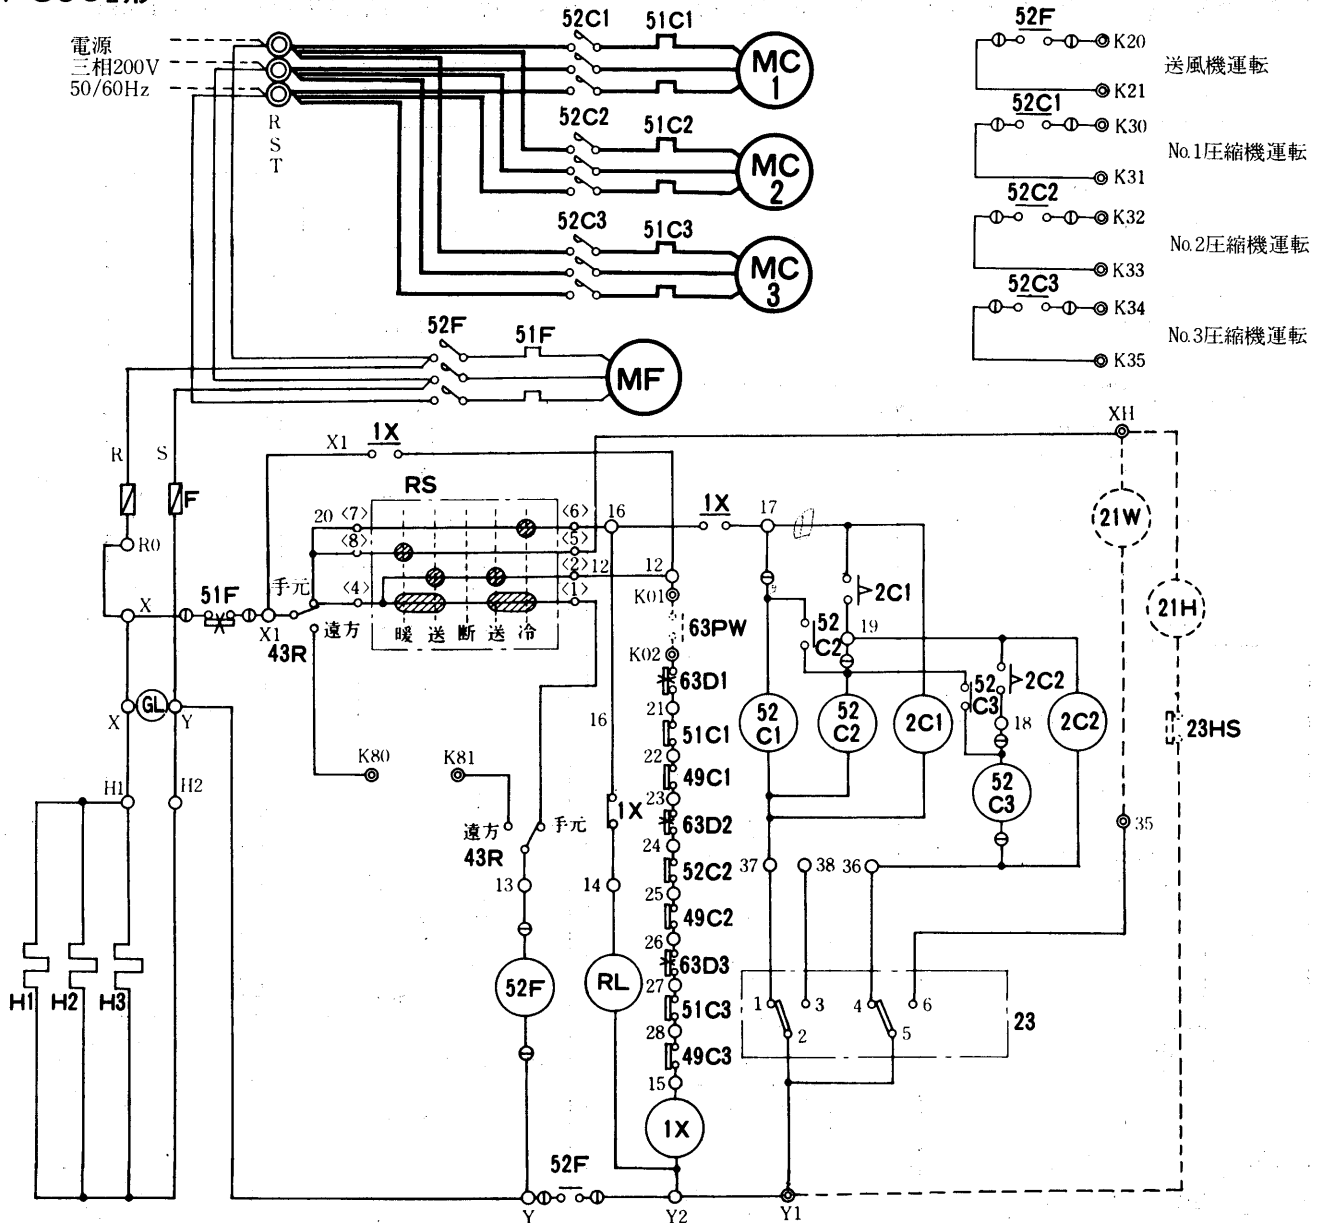 52C1 51C1
52F
電源
三相200V
50/60Hz
MC
1
K20
送風機運転
K21
R
S
T
52C2 51C2
52C1
K30
No.1圧縮機運転
K31
MC
2
52C2
K32
No.2圧縮機運転
K33
52C3 51C3
MC
3
52C3
K34
No.3圧縮機運転
K35
52F 51F
MF
XH
R S
X1 1X
RS
F
20 <7> <6> 16 1X 17
21W
R0
<8> <5>
<2> 12 12
手元 <4> <1>
2C1
K01
21H
X 51F X1
遠方
暖 送 断 送 冷
63PW
52
C2
19
43R
K02
63D1
52
C3
2C2
X GL Y
21
16
51C1
52
C1
52
C2
2C1
18
2C2
23HS
22
K80 K81
49C1
H1 H2
23
52
C3
1X
63D2
35
遠方 手元
43R
24
52C2
37 38 36
13 14
25
49C2
26
63D3
H1 H2 H3
52F
RL
27
51C3
1 3 4 6
23
28
2 5
49C3
15
1X
52F
Y Y2 Y1